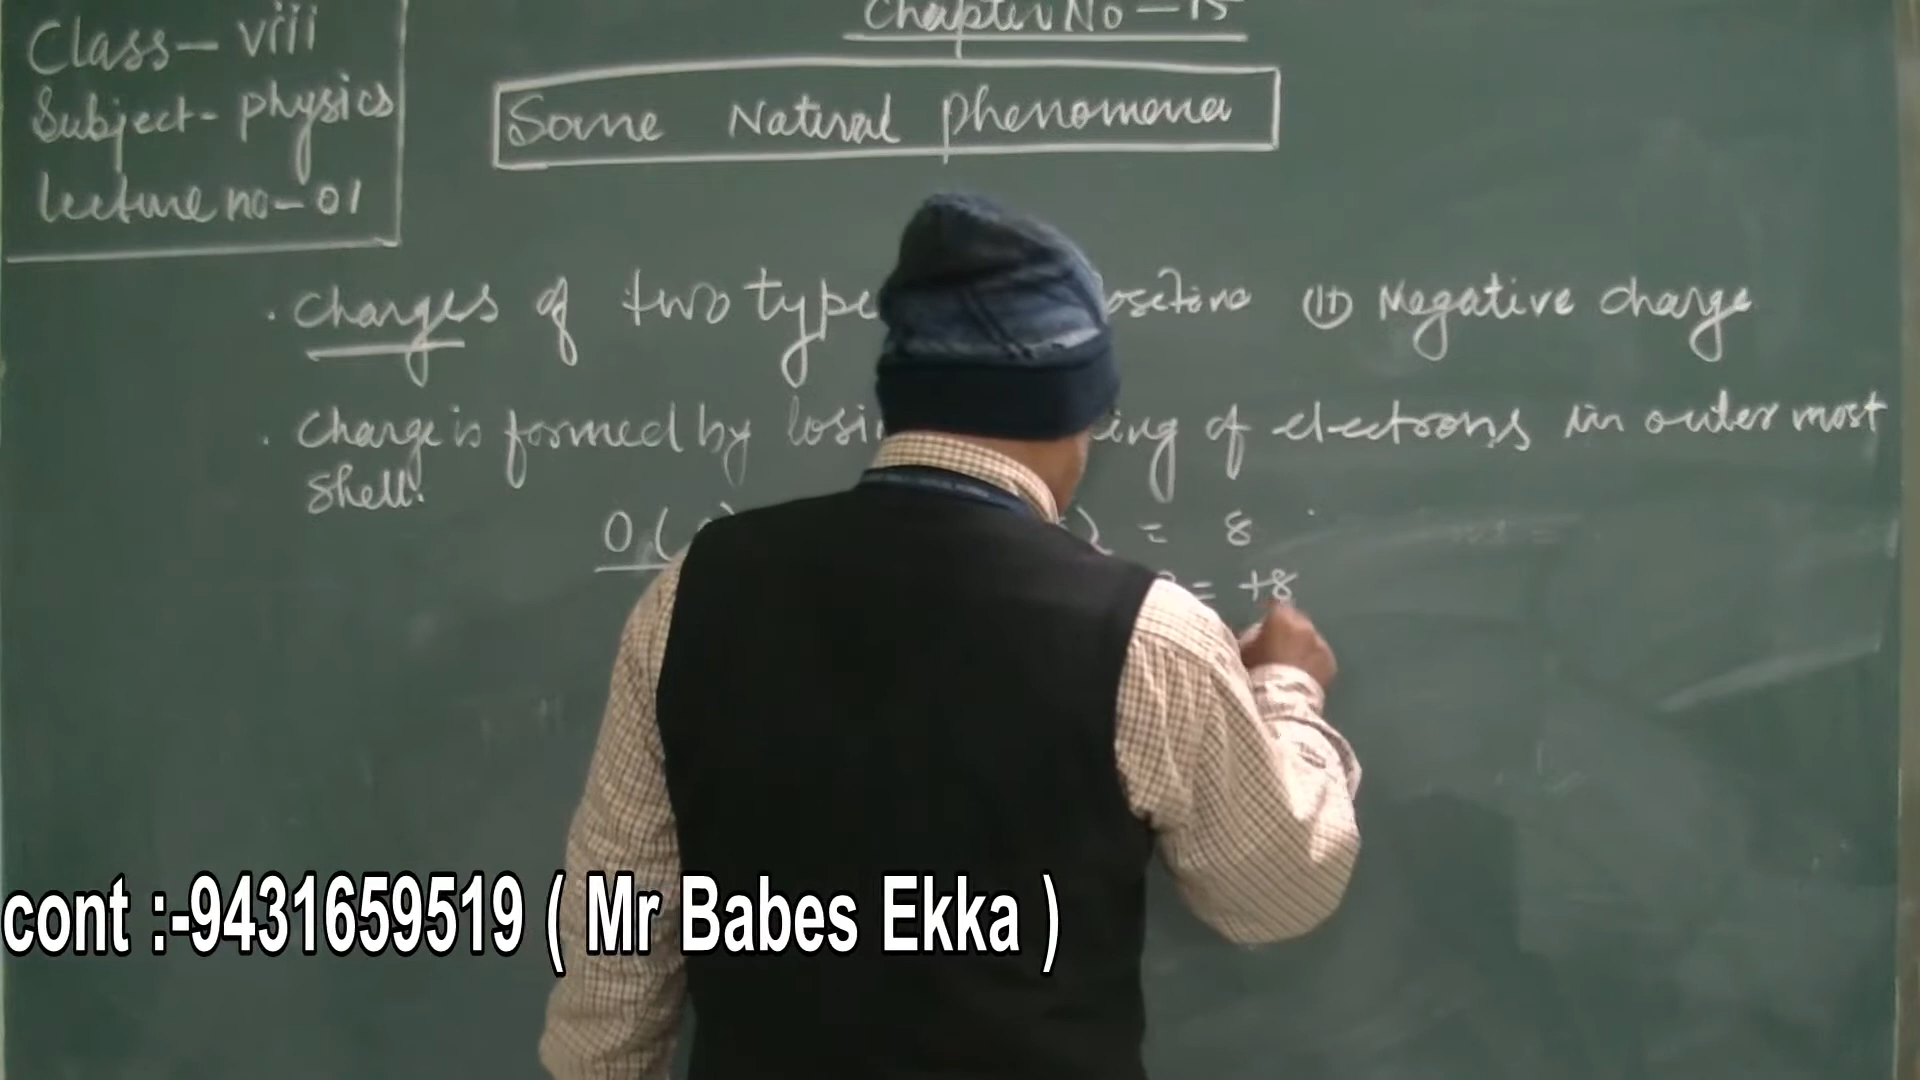 Chapter No - 15
Class - viii
Subject - physics
Lecture no - 01
Some Natural Phenomena
. Charges of two type ositive (ii) Negative charge
. Charge is formed by losi ing of electrons in outer most
Shell.
O ( ) = 8
= +8
cont :-9431659519 ( Mr Babes Ekka )